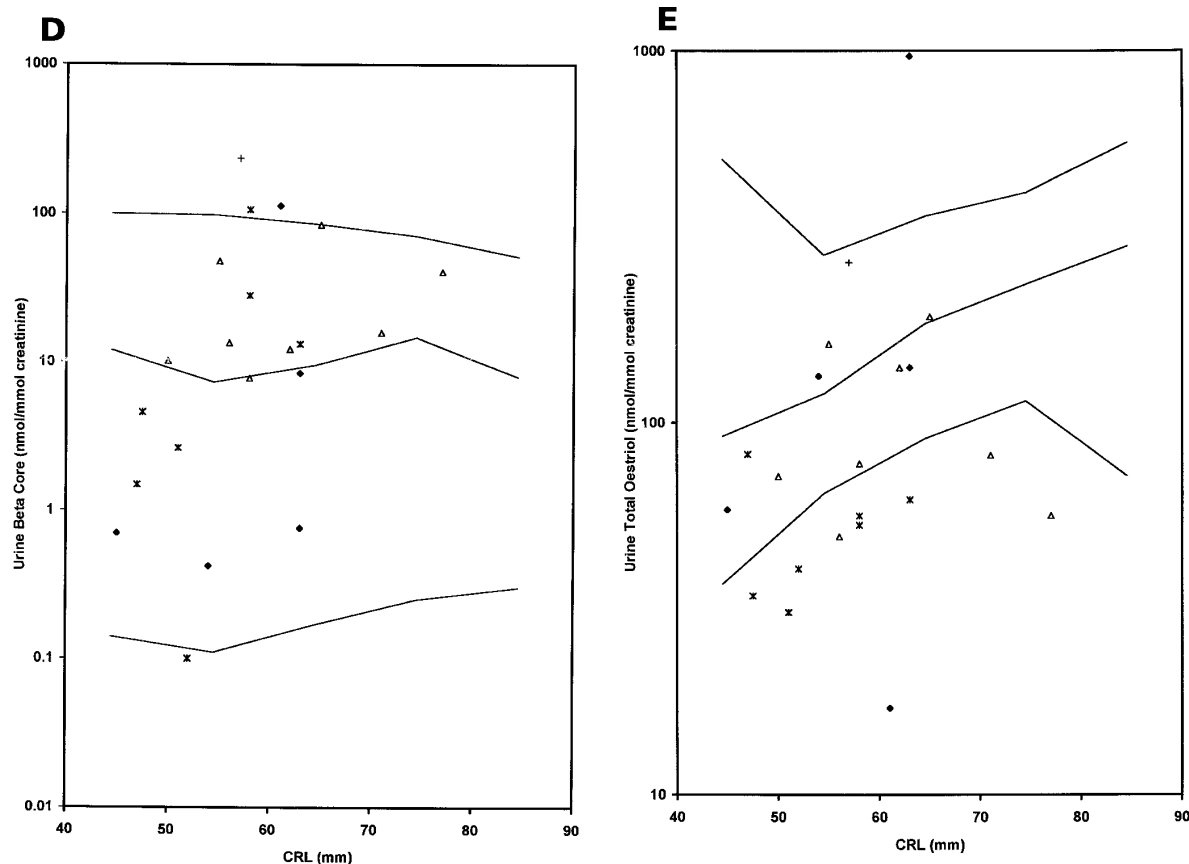 D
1000
100
10
1
0.1
0.01
Urine Beta Core (nmol/mmol creatinine)
40 50 60 70 80 90
CRL (mm)
E
1000
100
10
Urine Total Oestriol (nmol/mmol creatinine)
40 50 60 70 80 90
CRL (mm)